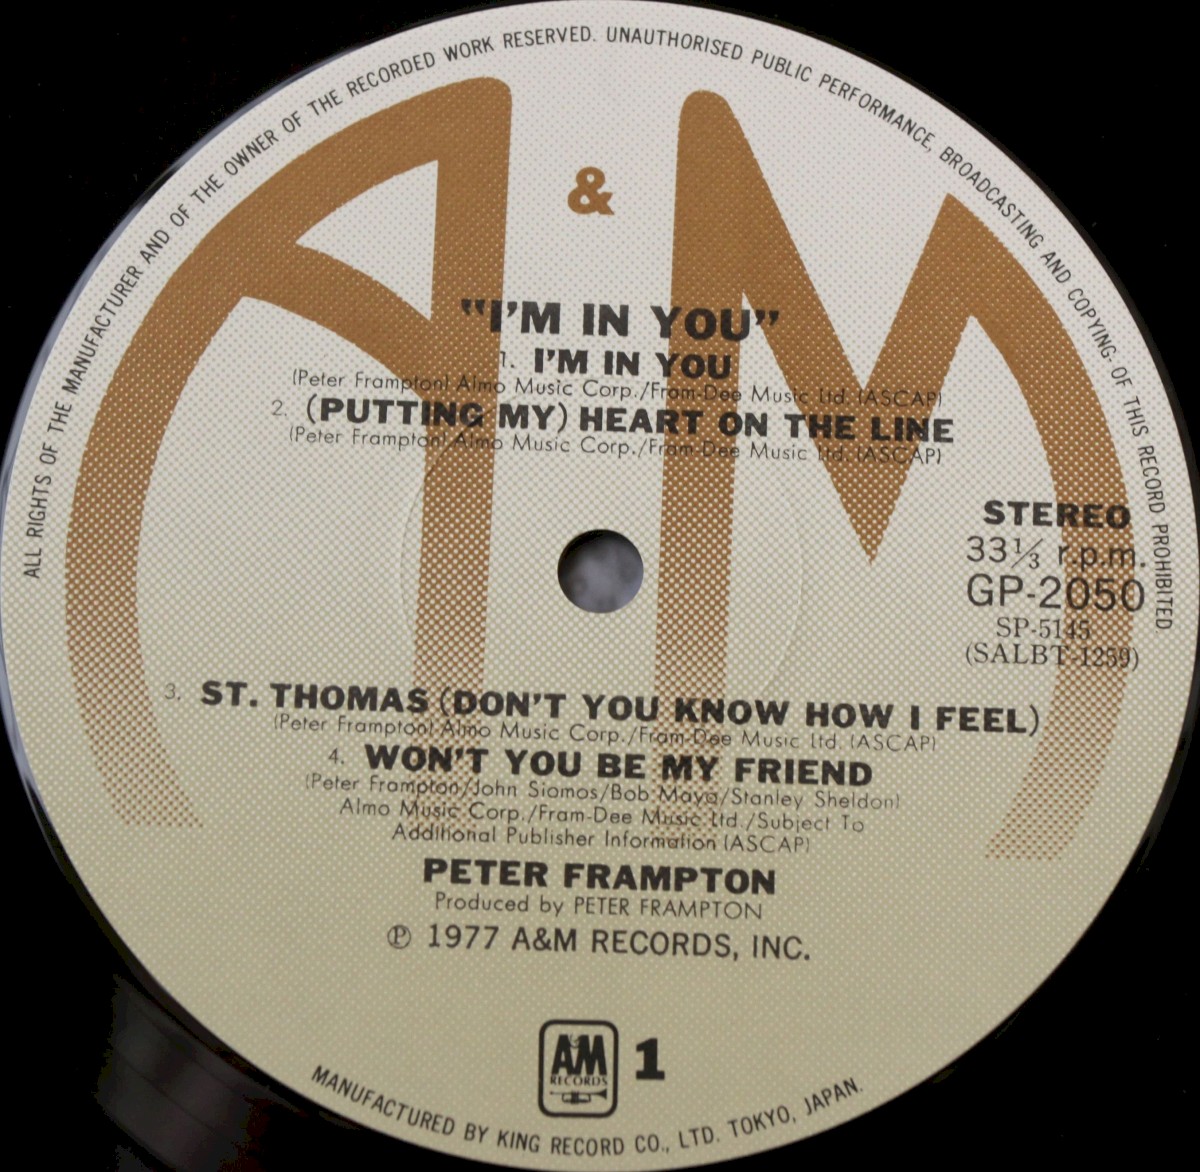 ALL RIGHTS OF THE MANUFACTURER AND OF THE OWNER OF THE RECORDED WORK RESERVED. UNAUTHORISED PUBLIC PERFORMANCE, BROADCASTING AND COPYING· OF THIS RECORD PROHIBITED.
A & M
"I'M IN YOU"
1. I'M IN YOU
(Peter Frampton) Almo Music Corp./Fram-Dee Music Ltd. (ASCAP)
2. (PUTTING MY) HEART ON THE LINE
(Peter Frampton) Almo Music Corp./Fram-Dee Music Ltd. (ASCAP)
STEREO
33⅓ r.p.m.
GP-2050
SP-5145
(SALBT-1259)
3. ST. THOMAS (DON'T YOU KNOW HOW I FEEL)
(Peter Frampton) Almo Music Corp./Fram-Dee Music Ltd. (ASCAP)
4. WON'T YOU BE MY FRIEND
(Peter Frampton/John Siomos/Bob Mayo/Stanley Sheldon)
Almo Music Corp./Fram-Dee Music Ltd./Subject To
Additional Publisher Information (ASCAP)
PETER FRAMPTON
Produced by PETER FRAMPTON
℗ 1977 A&M RECORDS, INC.
A&M RECORDS 1
MANUFACTURED BY KING RECORD CO., LTD. TOKYO, JAPAN.